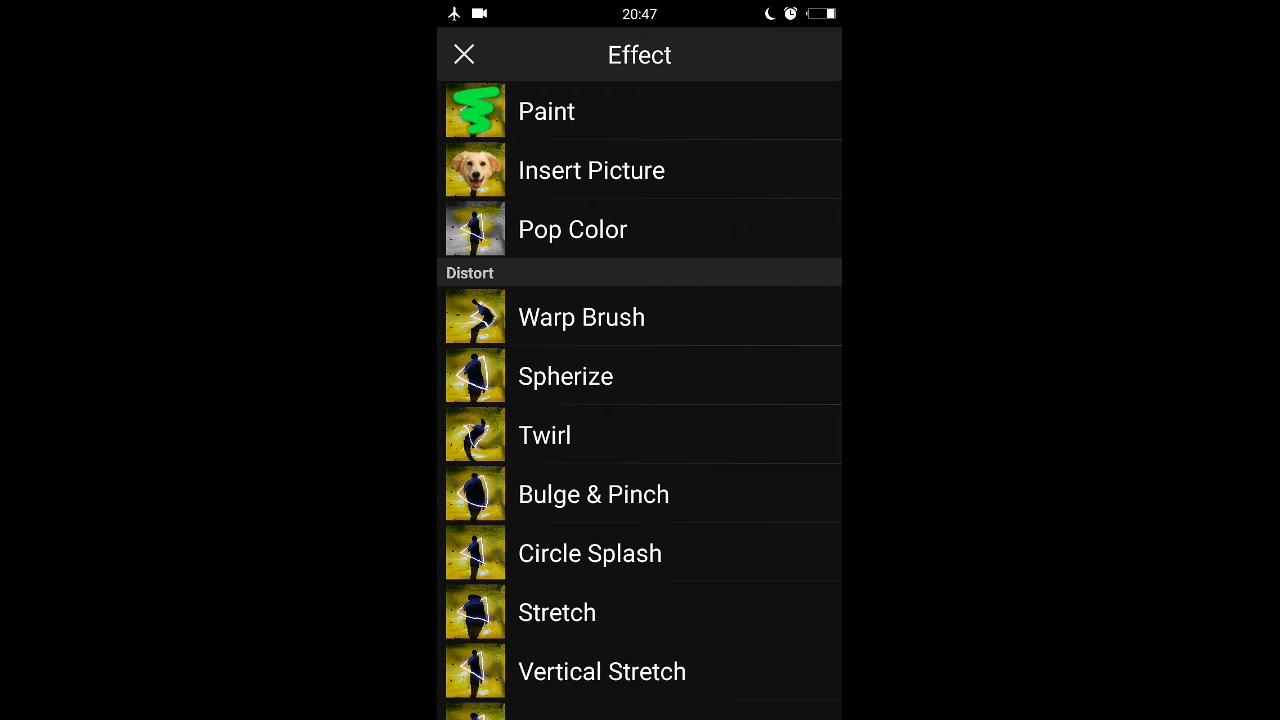 20:47
Effect
Paint
Insert Picture
Pop Color
Distort
Warp Brush
Spherize
Twirl
Bulge & Pinch
Circle Splash
Stretch
Vertical Stretch